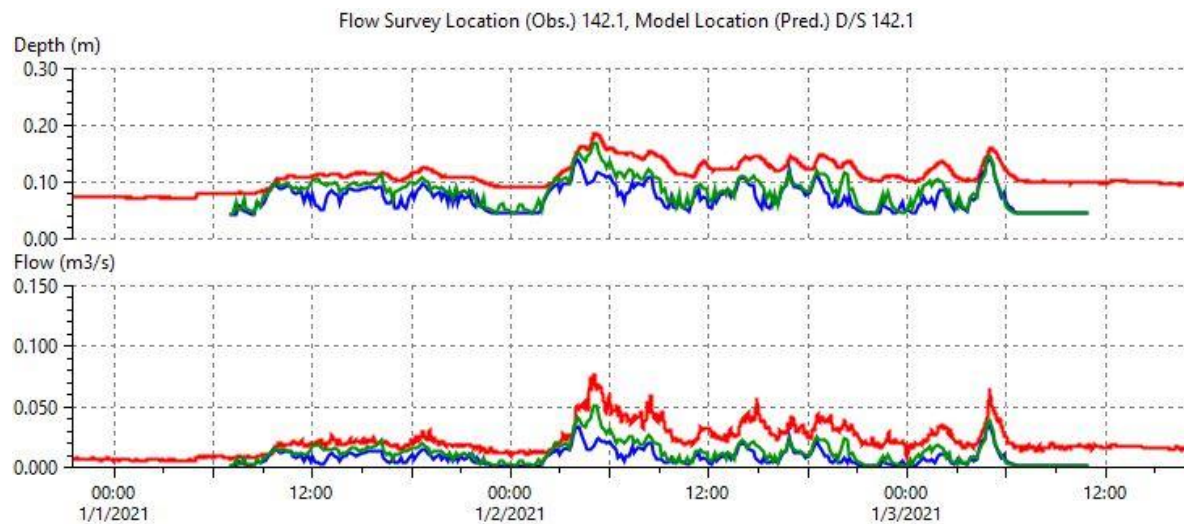 Flow Survey Location (Obs.) 142.1, Model Location (Pred.) D/S 142.1
Depth (m)
0.30
0.20
0.10
0.00
Flow (m3/s)
0.150
0.100
0.050
0.000
00:00 12:00 00:00 12:00 00:00 12:00
1/1/2021 1/2/2021 1/3/2021